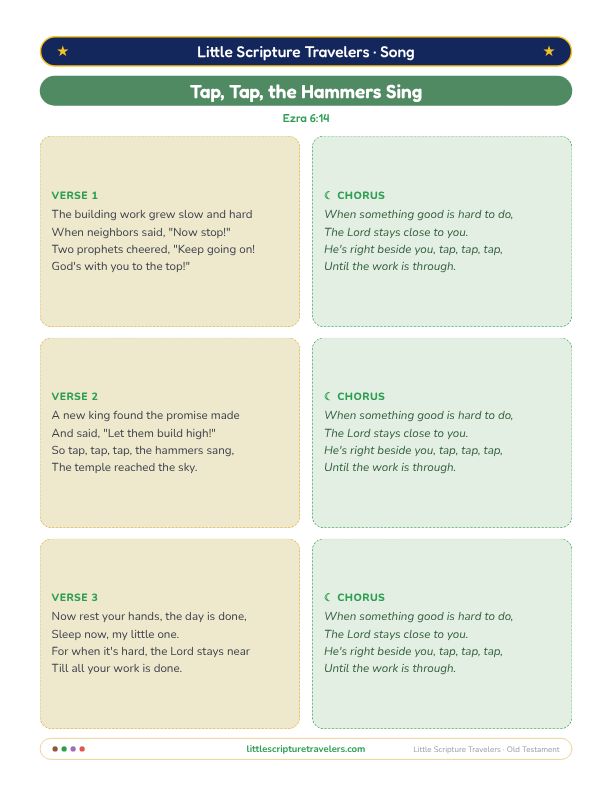 ★ Little Scripture Travelers · Song ★
Tap, Tap, the Hammers Sing
Ezra 6:14
VERSE 1
The building work grew slow and hard
When neighbors said, "Now stop!"
Two prophets cheered, "Keep going on!
God's with you to the top!"
☾ CHORUS
When something good is hard to do,
The Lord stays close to you.
He's right beside you, tap, tap, tap,
Until the work is through.
VERSE 2
A new king found the promise made
And said, "Let them build high!"
So tap, tap, tap, the hammers sang,
The temple reached the sky.
☾ CHORUS
When something good is hard to do,
The Lord stays close to you.
He's right beside you, tap, tap, tap,
Until the work is through.
VERSE 3
Now rest your hands, the day is done,
Sleep now, my little one.
For when it's hard, the Lord stays near
Till all your work is done.
☾ CHORUS
When something good is hard to do,
The Lord stays close to you.
He's right beside you, tap, tap, tap,
Until the work is through.
littlescripturetravelers.com
Little Scripture Travelers · Old Testament